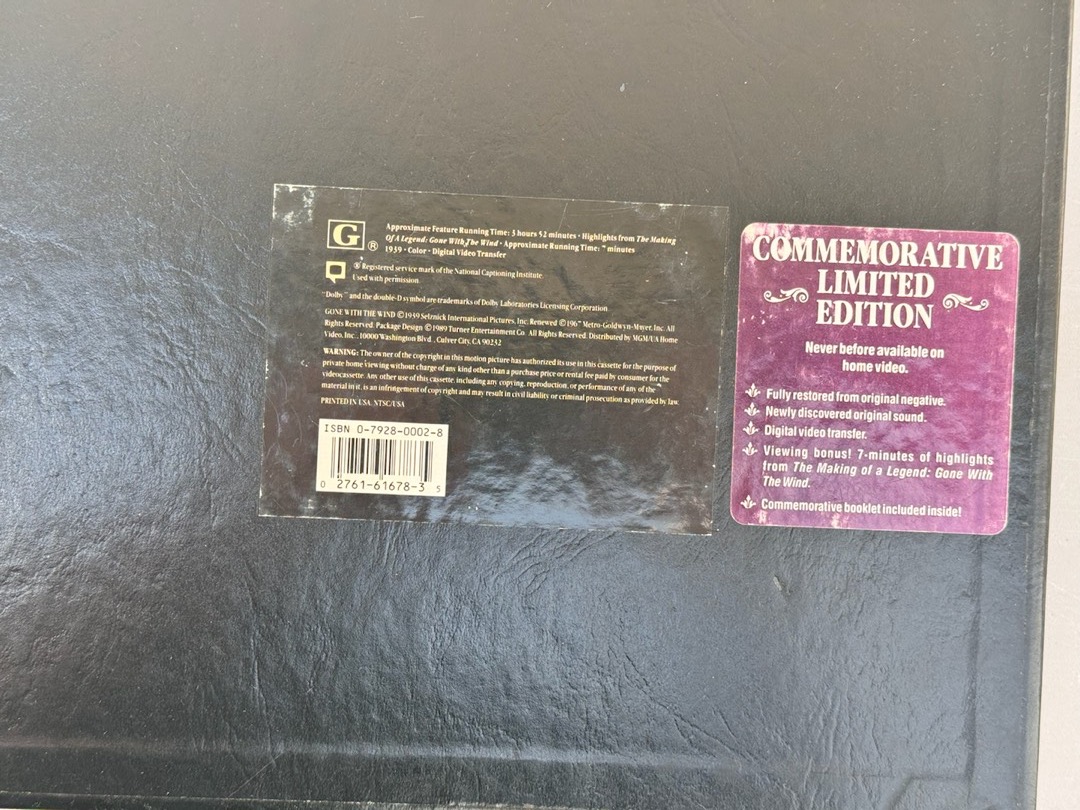 G ®
Approximate Feature Running Time: 3 hours 52 minutes • Highlights from The Making
Of A Legend: Gone With The Wind • Approximate Running Time: 7 minutes
1939 • Color • Digital Video Transfer
® Registered service mark of the National Captioning Institute.
Used with permission.
"Dolby" and the double-D symbol are trademarks of Dolby Laboratories Licensing Corporation
GONE WITH THE WIND © 1939 Selznick International Pictures, Inc. Renewed © 1967 Metro-Goldwyn-Mayer, Inc. All
Rights Reserved. Package Design © 1989 Turner Entertainment Co. All Rights Reserved. Distributed by MGM/UA Home
Video, Inc., 10000 Washington Blvd., Culver City, CA 90232
WARNING: The owner of the copyright in this motion picture has authorized its use in this cassette for the purpose of
private home viewing without charge of any kind other than a purchase price or rental fee paid by consumer for the
videocassette. Any other use of this cassette, including any copying, reproduction, or performance of any of the
material in it, is an infringement of copyright and may result in civil liability or criminal prosecution as provided by law.
PRINTED IN USA. NTSC/USA
ISBN 0-7928-0002-8
0 2761-61678-3 5
COMMEMORATIVE
LIMITED
EDITION
Never before available on
home video.
Fully restored from original negative.
Newly discovered original sound.
Digital video transfer.
Viewing bonus! 7-minutes of highlights
from The Making of a Legend: Gone With
The Wind.
Commemorative booklet included inside!